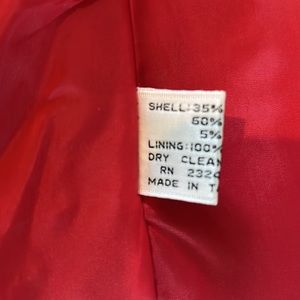 SHELL:35%
60%
5%
LINING:100%
DRY CLEAN
RN 2324
MADE IN T